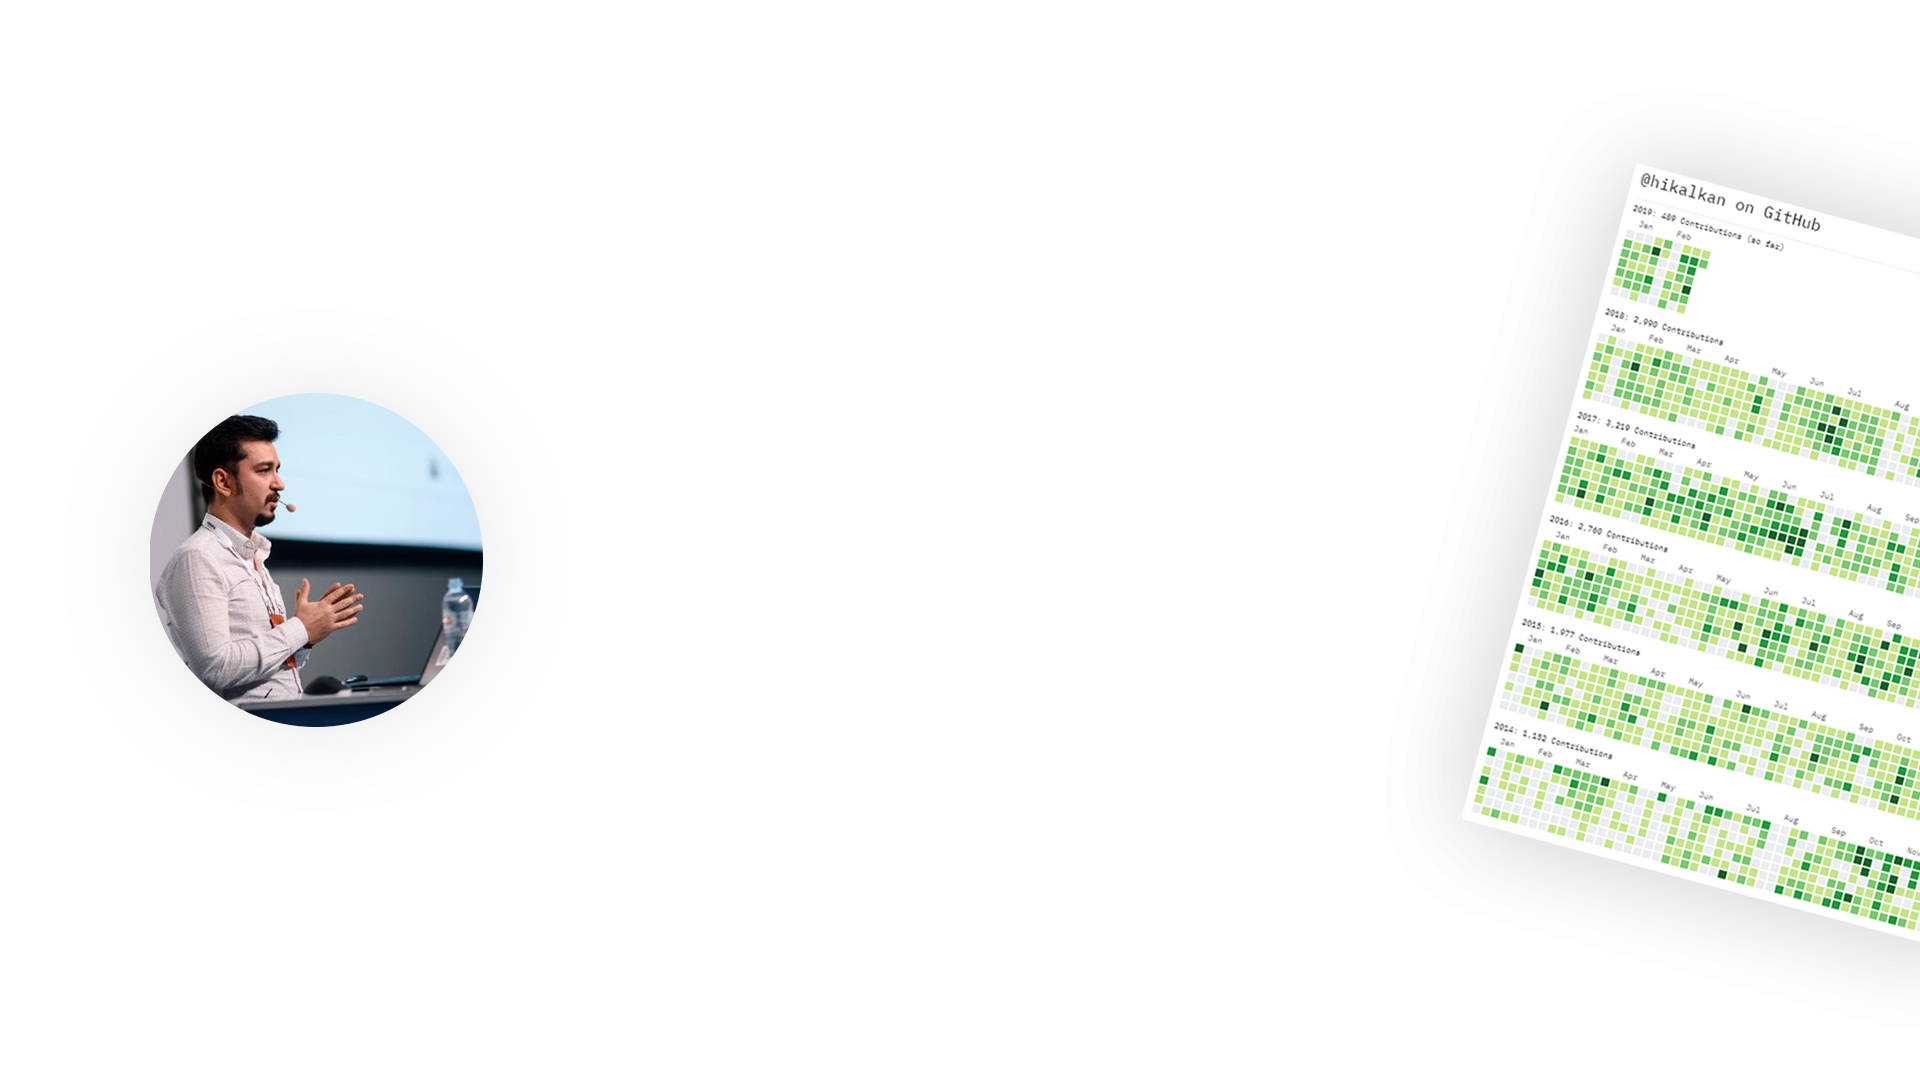 @hikalkan on GitHub
2019: 489 Contributions (so far)
Jan Feb
2018: 2,990 Contributions
Jan Feb Mar Apr May Jun Jul Aug
2017: 3,219 Contributions
Jan Feb Mar Apr May Jun Jul Aug Sep
2016: 2,760 Contributions
Jan Feb Mar Apr May Jun Jul Aug Sep
2015: 1,977 Contributions
Jan Feb Mar Apr May Jun Jul Aug Sep Oct
2014: 1,152 Contributions
Jan Feb Mar Apr May Jun Jul Aug Sep Oct Nov